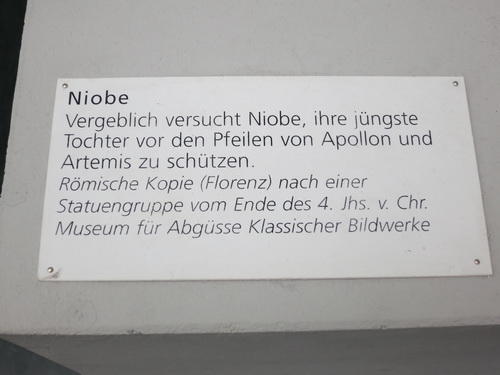 Niobe
Vergeblich versucht Niobe, ihre jüngste
Tochter vor den Pfeilen von Apollon und
Artemis zu schützen.
Römische Kopie (Florenz) nach einer
Statuengruppe vom Ende des 4. Jhs. v. Chr.
Museum für Abgüsse Klassischer Bildwerke